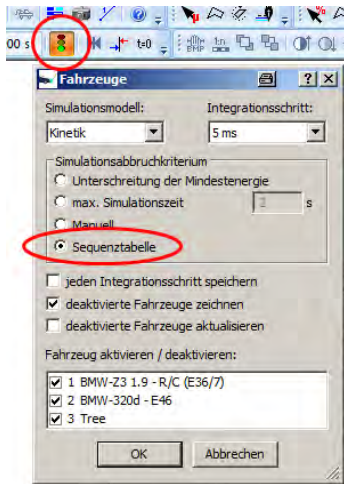 00 s
t=0
EMP
Fahrzeuge
Simulationsmodell: Integrationsschritt:
Kinetik 5 ms
Simulationsabbruchkriterium
Unterschreitung der Mindestenergie
max. Simulationszeit 2 s
Manuell
Sequenztabelle
jeden Integrationsschritt speichern
deaktivierte Fahrzeuge zeichnen
deaktivierte Fahrzeuge aktualisieren
Fahrzeug aktivieren / deaktivieren:
1 BMW-Z3 1.9 - R/C (E36/7)
2 BMW-320d - E46
3 Tree
OK Abbrechen